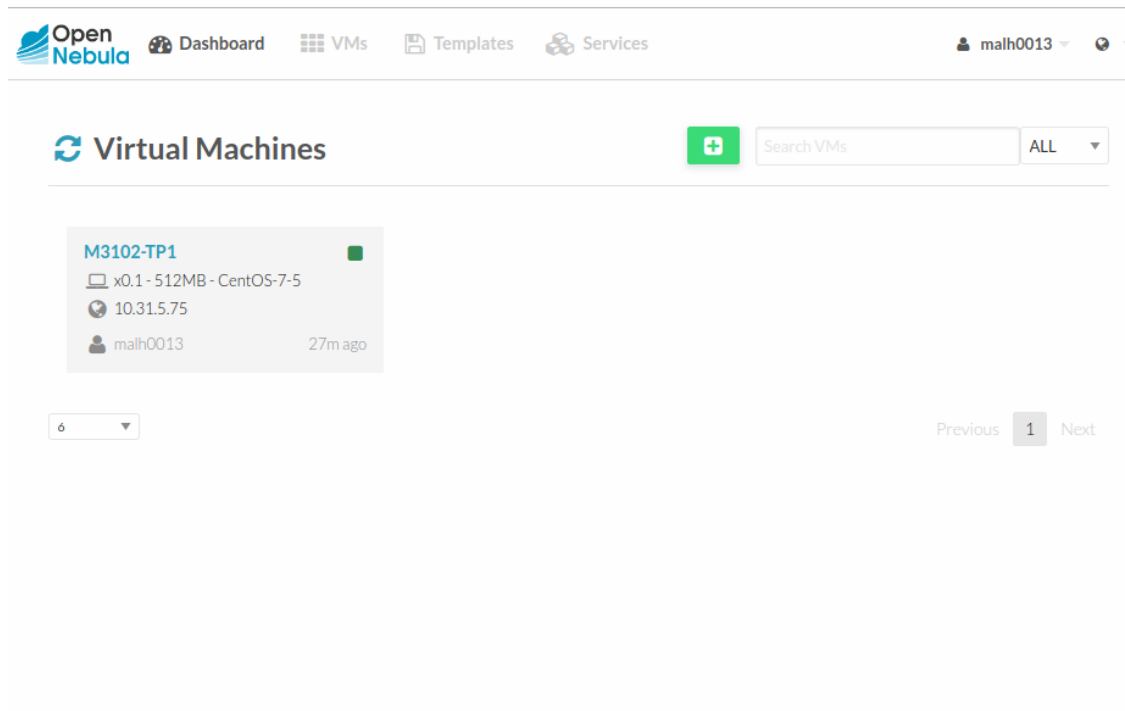 Open Nebula Dashboard VMs Templates Services malh0013
Virtual Machines Search VMs ALL
M3102-TP1
x0.1 - 512MB - CentOS-7-5
10.31.5.75
malh0013 27m ago
6 Previous 1 Next